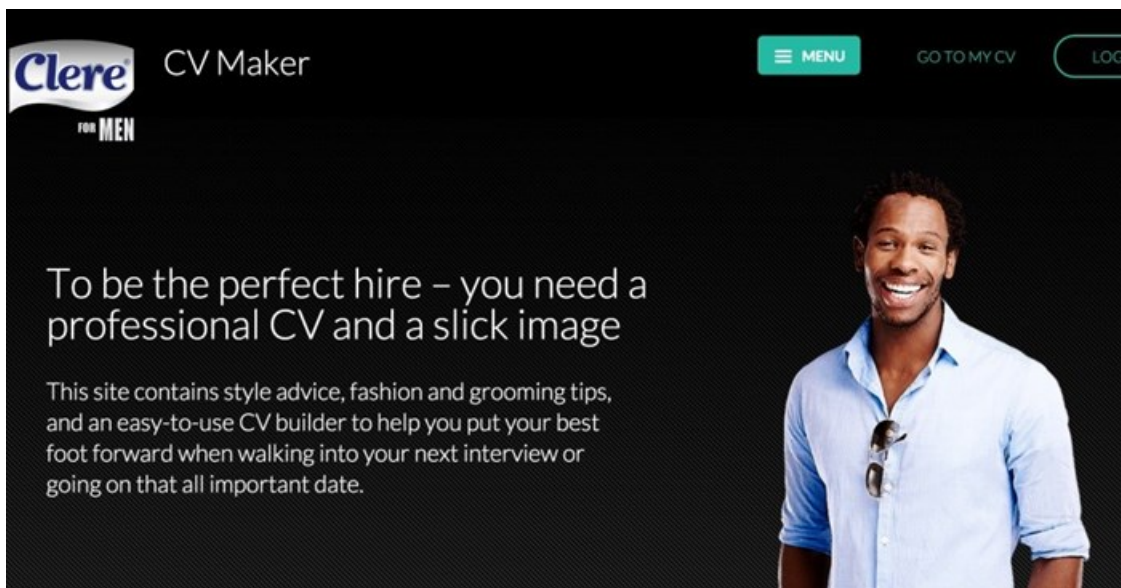 Clere®
FOR MEN
CV Maker
MENU
GO TO MY CV
LOG
To be the perfect hire – you need a
professional CV and a slick image
This site contains style advice, fashion and grooming tips,
and an easy-to-use CV builder to help you put your best
foot forward when walking into your next interview or
going on that all important date.